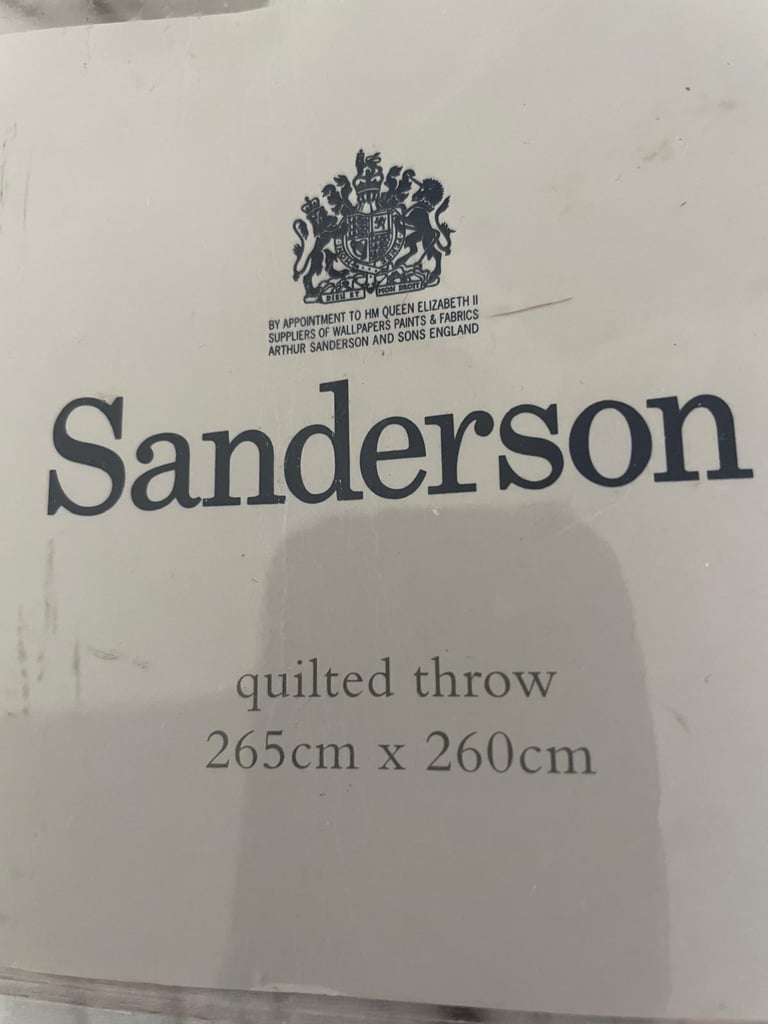 DIEU ET MON DROIT
BY APPOINTMENT TO HM QUEEN ELIZABETH II
SUPPLIERS OF WALLPAPERS PAINTS & FABRICS
ARTHUR SANDERSON AND SONS ENGLAND
Sanderson
quilted throw
265cm x 260cm